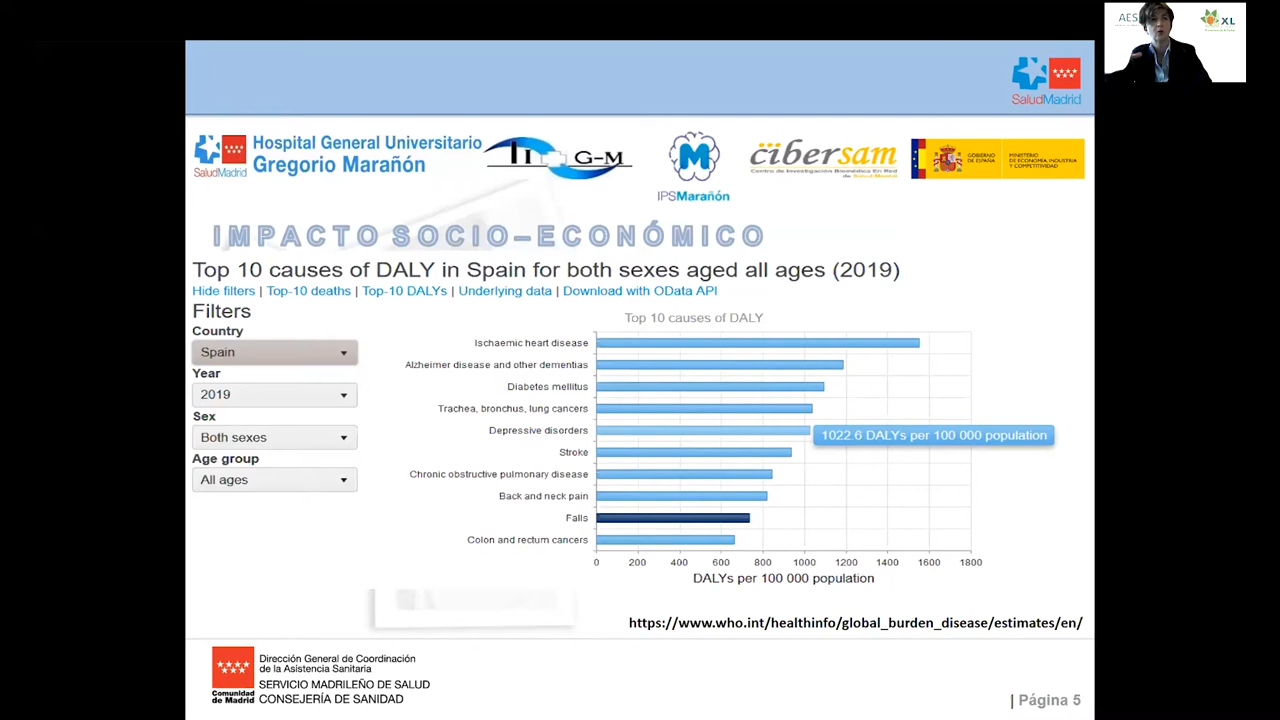 AES
XL
SaludMadrid
SaludMadrid
Hospital General Universitario
Gregorio Marañón
G-M
IPSMarañón
cibersam
Centro de Investigación Biomédica En Red
de Salud Mental
GOBIERNO
DE ESPAÑA
MINISTERIO
DE ECONOMÍA, INDUSTRIA
Y COMPETITIVIDAD
IMPACTO SOCIO–ECONÓMICO
Top 10 causes of DALY in Spain for both sexes aged all ages (2019)
Hide filters | Top-10 deaths | Top-10 DALYs | Underlying data | Download with OData API
Filters
Country
Spain
Year
2019
Sex
Both sexes
Age group
All ages
Top 10 causes of DALY
Ischaemic heart disease
Alzheimer disease and other dementias
Diabetes mellitus
Trachea, bronchus, lung cancers
Depressive disorders
1022.6 DALYs per 100 000 population
Stroke
Chronic obstructive pulmonary disease
Back and neck pain
Falls
Colon and rectum cancers
0 200 400 600 800 1000 1200 1400 1600 1800
DALYs per 100 000 population
https://www.who.int/healthinfo/global_burden_disease/estimates/en/
Comunidad
de Madrid
Dirección General de Coordinación
de la Asistencia Sanitaria
SERVICIO MADRILEÑO DE SALUD
CONSEJERÍA DE SANIDAD
| Página 5